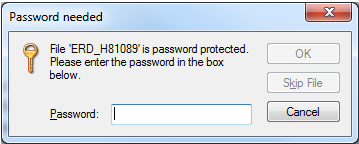 Password needed
File 'ERD_H81089' is password protected.
Please enter the password in the box
below.
Password:
OK
Skip File
Cancel